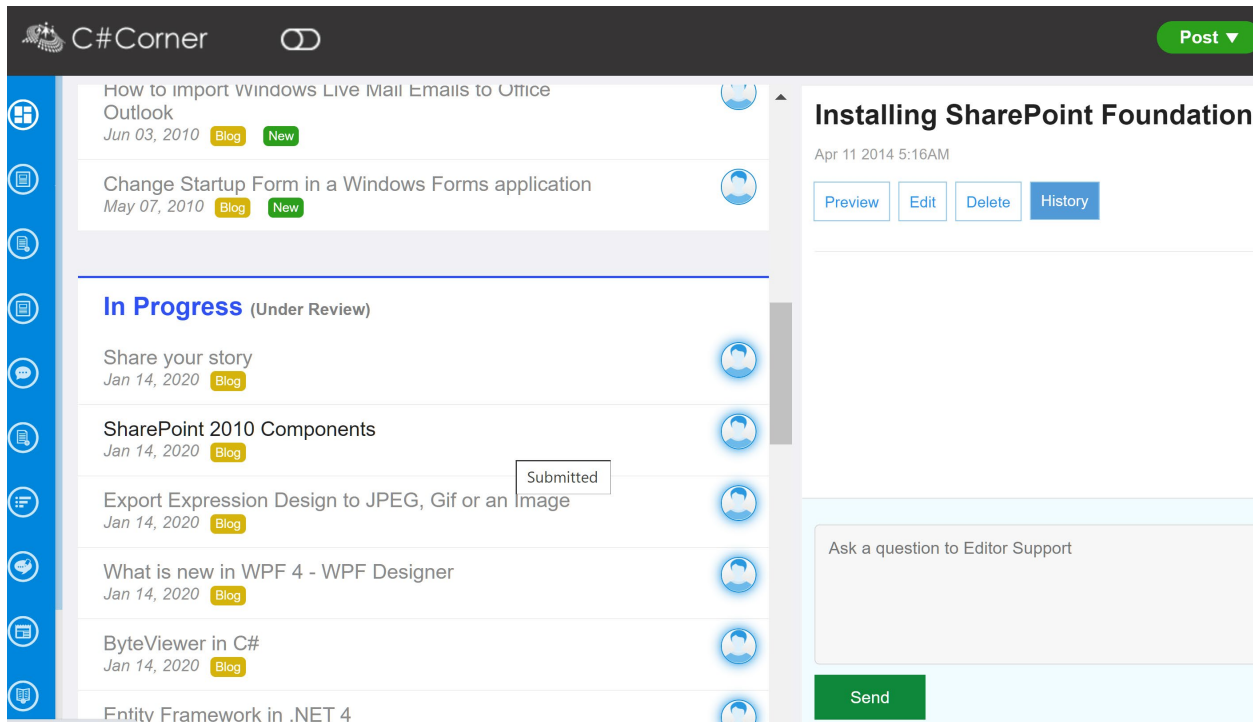 C#Corner
Post ▼
How to import Windows Live Mail Emails to Office
Outlook
Jun 03, 2010 Blog New
Change Startup Form in a Windows Forms application
May 07, 2010 Blog New
In Progress (Under Review)
Share your story
Jan 14, 2020 Blog
SharePoint 2010 Components
Jan 14, 2020 Blog
Submitted
Export Expression Design to JPEG, Gif or an Image
Jan 14, 2020 Blog
What is new in WPF 4 - WPF Designer
Jan 14, 2020 Blog
ByteViewer in C#
Jan 14, 2020 Blog
Entity Framework in .NET 4
Installing SharePoint Foundation
Apr 11 2014 5:16AM
Preview Edit Delete History
Ask a question to Editor Support
Send